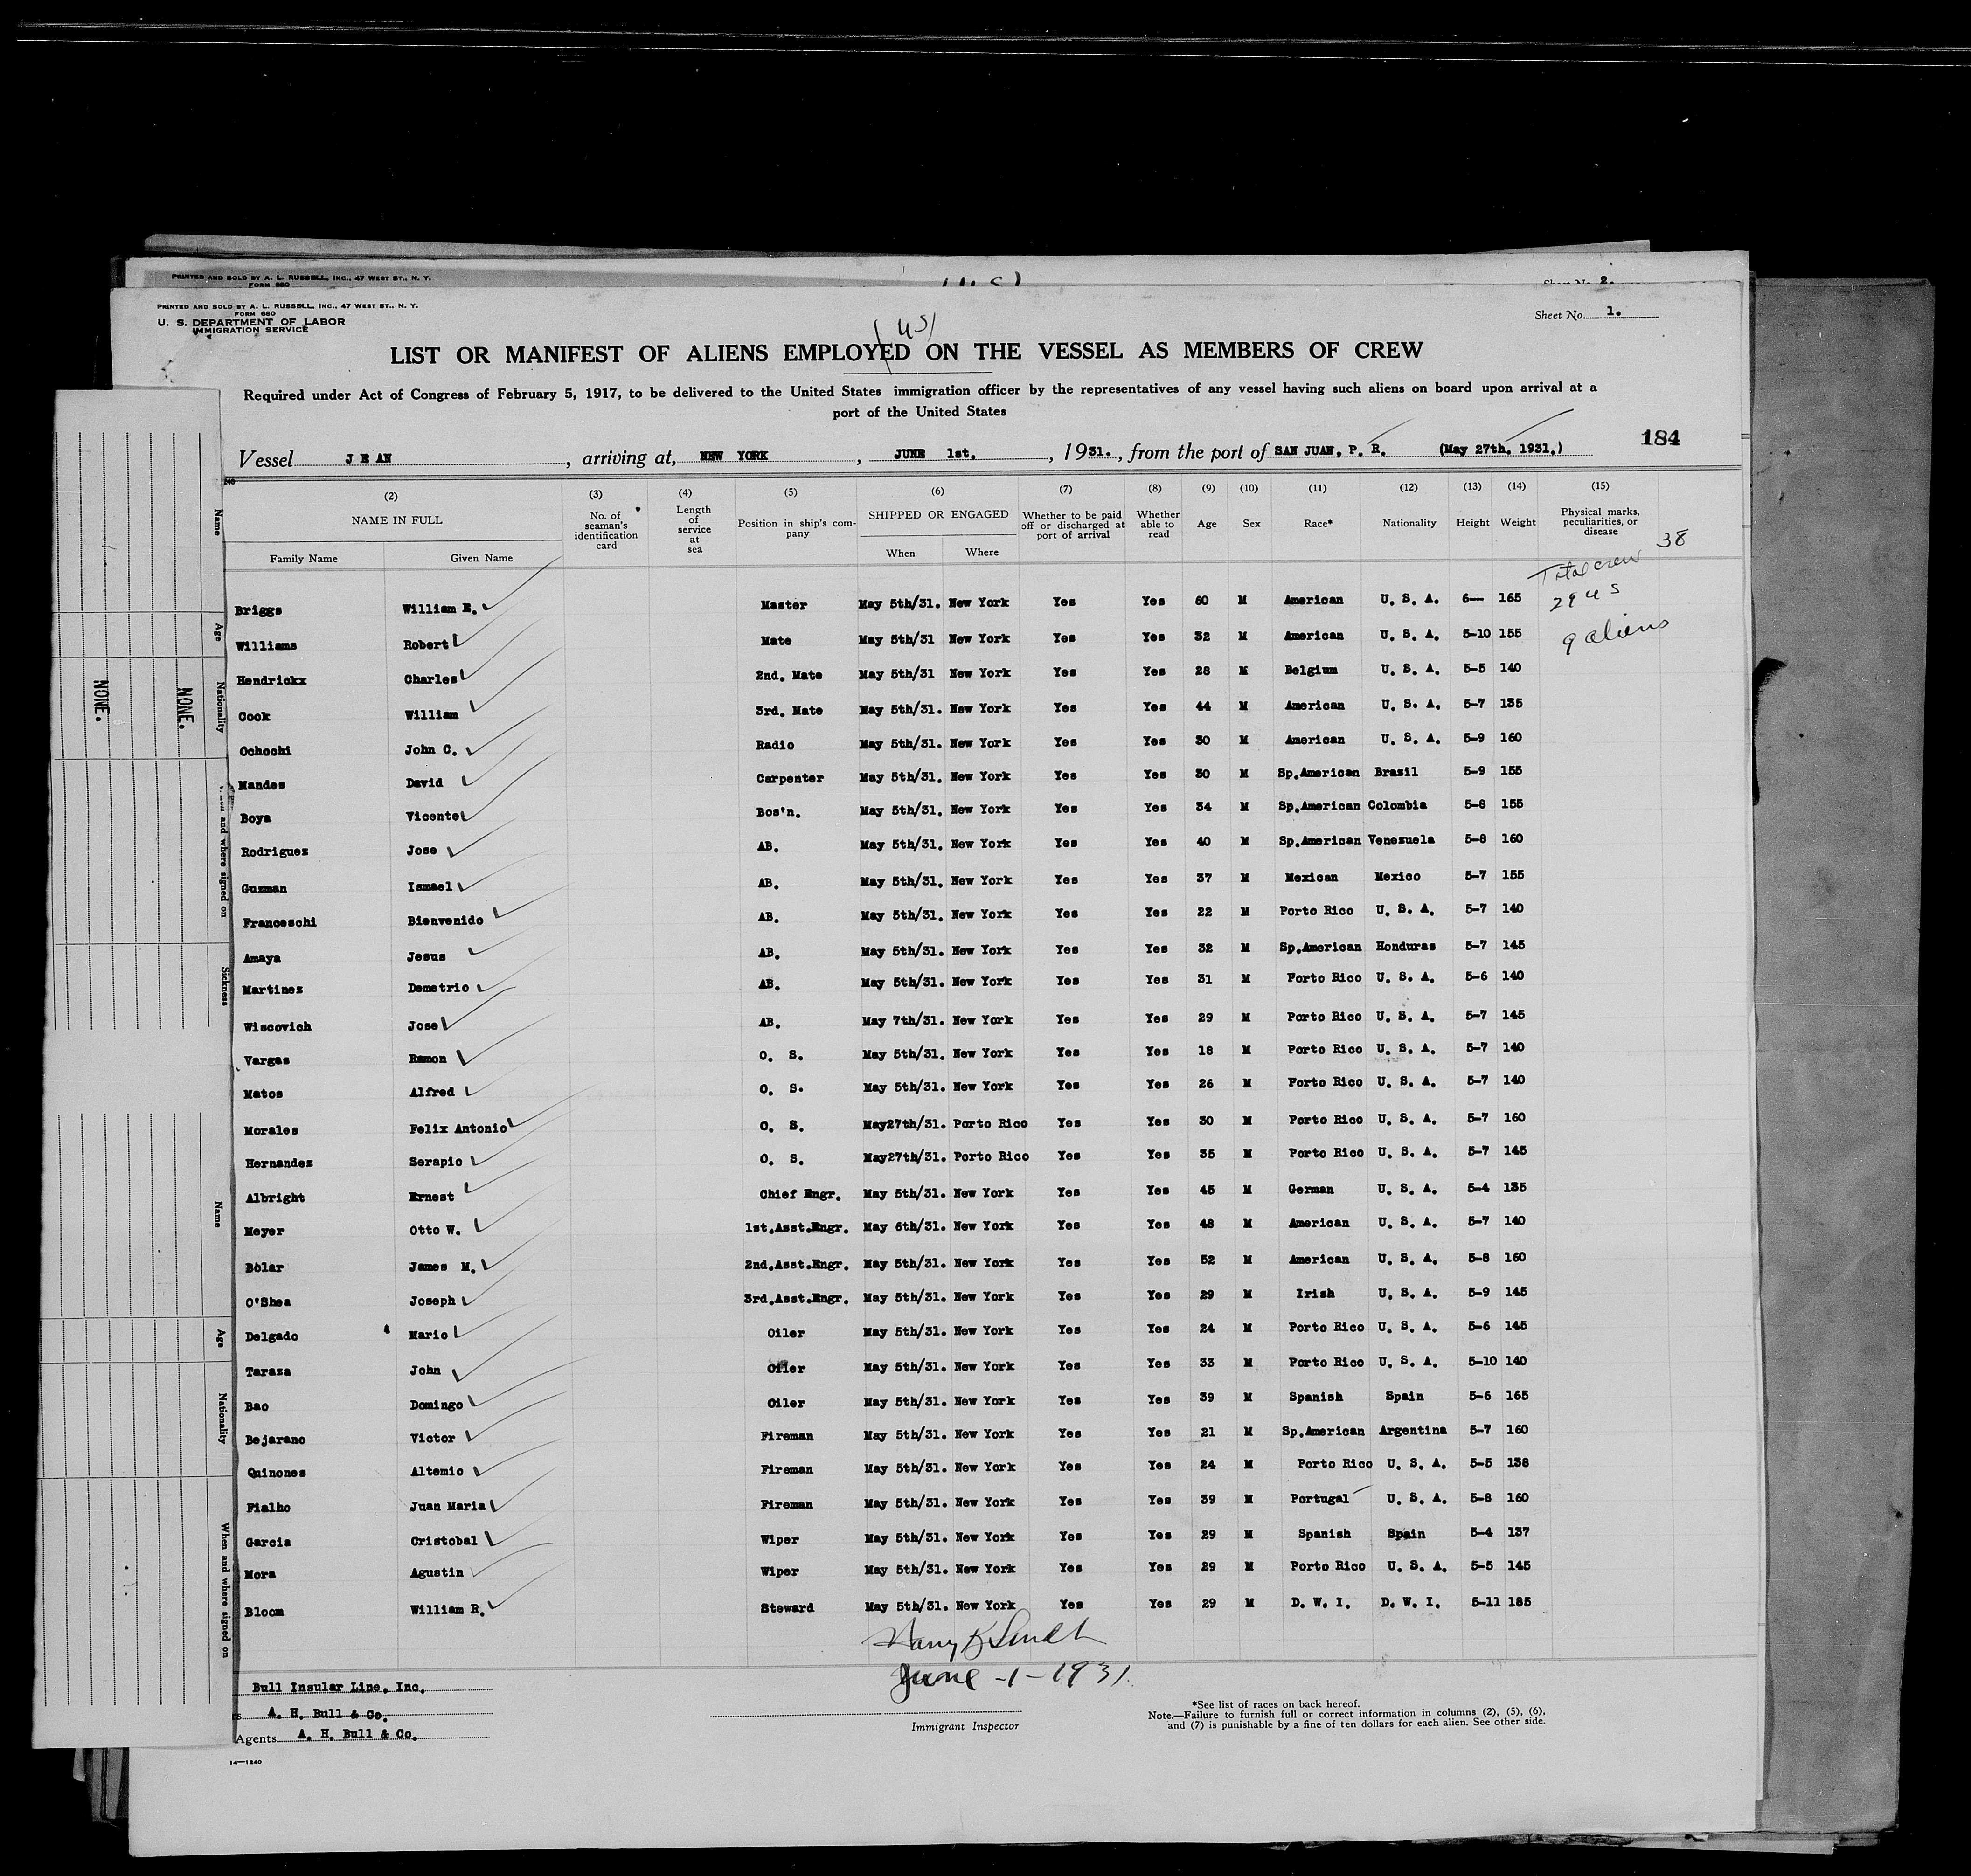 PRINTED AND SOLD BY A. L. RUSSELL, INC., 47 WEST ST., N. Y.
FORM 680
(U.S)
Sheet No. 2.
PRINTED AND SOLD BY A. L. RUSSELL, INC., 47 WEST ST., N. Y.
FORM 680
U. S. DEPARTMENT OF LABOR
IMMIGRATION SERVICE
Sheet No. 1.
(US)
LIST OR MANIFEST OF ALIENS EMPLOYED ON THE VESSEL AS MEMBERS OF CREW
Required under Act of Congress of February 5, 1917, to be delivered to the United States immigration officer by the representatives of any vessel having such aliens on board upon arrival at a
port of the United States
184
Vessel JEAN, arriving at, NEW YORK, JUNE 1st., 1931., from the port of SAN JUAN, P. R. (May 27th. 1931.)
240
(2) (3) (4) (5) (6) (7) (8) (9) (10) (11) (12) (13) (14) (15)
NAME IN FULL No. of seaman's identification card Length of service at sea Position in ship's company SHIPPED OR ENGAGED Whether to be paid off or discharged at port of arrival Whether able to read Age Sex Race* Nationality Height Weight Physical marks, peculiarities, or disease
Family Name Given Name When Where
Total crew 38
29 US
9 aliens
Briggs William E. Master May 5th/31. New York Yes Yes 60 M American U. S. A. 6— 165
Williams Robert Mate May 5th/31 New York Yes Yes 32 M American U. S. A. 5-10 155
Hendrickx Charles 2nd. Mate May 5th/31 New York Yes Yes 28 M Belgium U. S. A. 5-5 140
Cook William 3rd. Mate May 5th/31. New York Yes Yes 44 M American U. S. A. 5-7 135
Ochochi John C. Radio May 5th/31. New York Yes Yes 30 M American U. S. A. 5-9 160
Mandes David Carpenter May 5th/31. New York Yes Yes 30 M Sp.American Brazil 5-9 155
Boya Vicente Bos'n. May 5th/31. New York Yes Yes 34 M Sp.American Colombia 5-8 155
Rodriguez Jose AB. May 5th/31. New York Yes Yes 40 M Sp.American Venezuela 5-8 160
Guzman Ismael AB. May 5th/31. New York Yes Yes 37 M Mexican Mexico 5-7 155
Franceschi Bienvenido AB. May 5th/31. New York Yes Yes 22 M Porto Rico U. S. A. 5-7 140
Amaya Jesus AB. May 5th/31. New York Yes Yes 32 M Sp.American Honduras 5-7 145
Martinez Demetrio AB. May 5th/31. New York Yes Yes 31 M Porto Rico U. S. A. 5-6 140
Wiscovich Jose AB. May 7th/31. New York Yes Yes 29 M Porto Rico U. S. A. 5-7 145
Vargas Ramon O. S. May 5th/31. New York Yes Yes 18 M Porto Rico U. S. A. 5-7 140
Matos Alfred O. S. May 5th/31. New York Yes Yes 26 M Porto Rico U. S. A. 5-7 140
Morales Felix Antonio O. S. May27th/31. Porto Rico Yes Yes 30 M Porto Rico U. S. A. 5-7 160
Hernandez Serapio O. S. May27th/31. Porto Rico Yes Yes 35 M Porto Rico U. S. A. 5-7 145
Albright Ernest Chief Engr. May 5th/31. New York Yes Yes 45 M German U. S. A. 5-4 135
Meyer Otto W. 1st.Asst.Engr. May 6th/31. New York Yes Yes 48 M American U. S. A. 5-7 140
Bolar James M. 2nd.Asst.Engr. May 5th/31. New York Yes Yes 52 M American U. S. A. 5-8 160
O'Shea Joseph 3rd.Asst.Engr. May 5th/31. New York Yes Yes 29 M Irish U. S. A. 5-9 145
Delgado Mario Oiler May 5th/31. New York Yes Yes 24 M Porto Rico U. S. A. 5-6 145
Taraza John Oiler May 5th/31. New York Yes Yes 33 M Porto Rico U. S. A. 5-10 140
Bao Domingo Oiler May 5th/31. New York Yes Yes 39 M Spanish Spain 5-6 165
Bejarano Victor Fireman May 5th/31. New York Yes Yes 21 M Sp.American Argentina 5-7 160
Quinones Altemio Fireman May 5th/31. New York Yes Yes 24 M Porto Rico U. S. A. 5-5 138
Fialho Juan Maria Fireman May 5th/31. New York Yes Yes 39 M Portugal U. S. A. 5-8 160
Garcia Cristobal Wiper May 5th/31. New York Yes Yes 29 M Spanish Spain 5-4 137
Mora Agustin Wiper May 5th/31. New York Yes Yes 29 M Porto Rico U. S. A. 5-5 145
Bloom William R. Steward May 5th/31. New York Yes Yes 29 M D. W. I. D. W. I. 5-11 185
June -1-1931.
Immigrant Inspector
Bull Insular Line, Inc.
A. H. Bull & Co.
Agents A. H. Bull & Co.
*See list of races on back hereof.
Note.—Failure to furnish full or correct information in columns (2), (5), (6),
and (7) is punishable by a fine of ten dollars for each alien. See other side.
14—1240
Name
Age
Nationality
NONE.
NONE.
and where signed on
Sickness
Name
Age
Nationality
When and where signed on